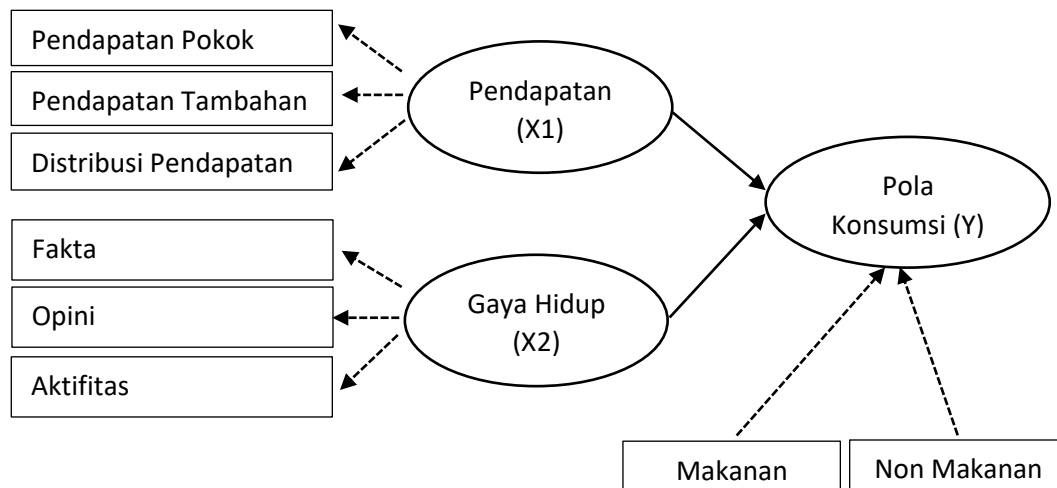 Pendapatan Pokok
Pendapatan Tambahan
Distribusi Pendapatan
Pendapatan
(X1)
Fakta
Opini
Aktifitas
Gaya Hidup
(X2)
Pola
Konsumsi (Y)
Makanan
Non Makanan